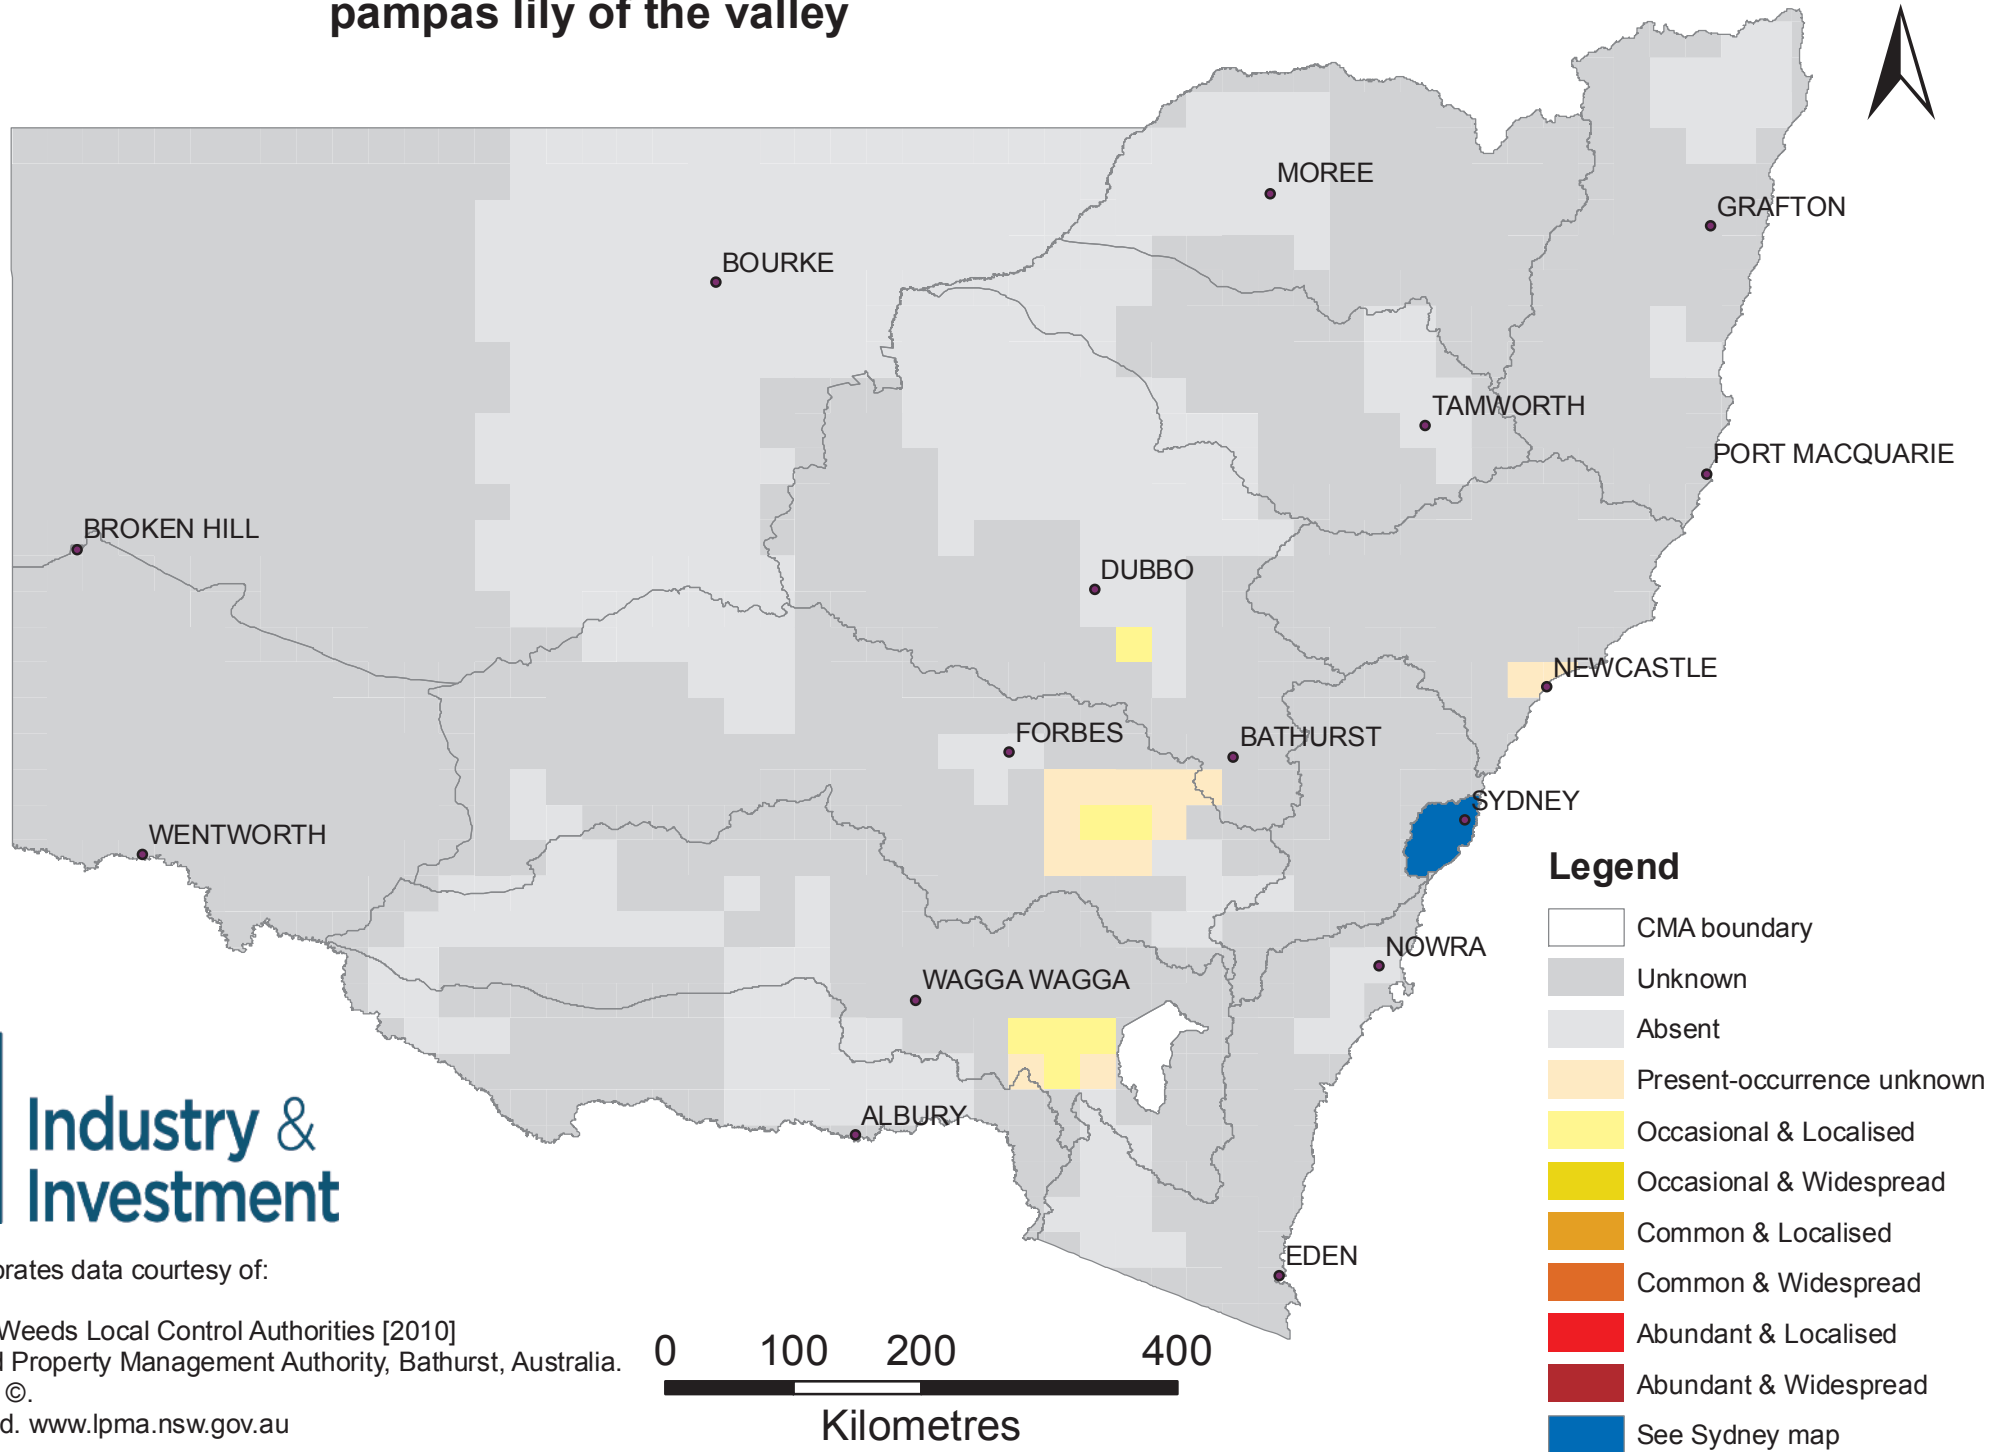 pampas lily of the valley
MOREE
GRAFTON
BOURKE
TAMWORTH
PORT MACQUARIE
BROKEN HILL
DUBBO
NEWCASTLE
FORBES
BATHURST
SYDNEY
WENTWORTH
NOWRA
WAGGA WAGGA
ALBURY
EDEN
Legend
CMA boundary
Unknown
Absent
Present-occurrence unknown
Occasional & Localised
Occasional & Widespread
Common & Localised
Common & Widespread
Abundant & Localised
Abundant & Widespread
See Sydney map
Industry &
Investment
data courtesy of:
Weeds Local Control Authorities [2010]
Property Management Authority, Bathurst, Australia.
©.
www.lpma.nsw.gov.au
0 100 200 400
Kilometres